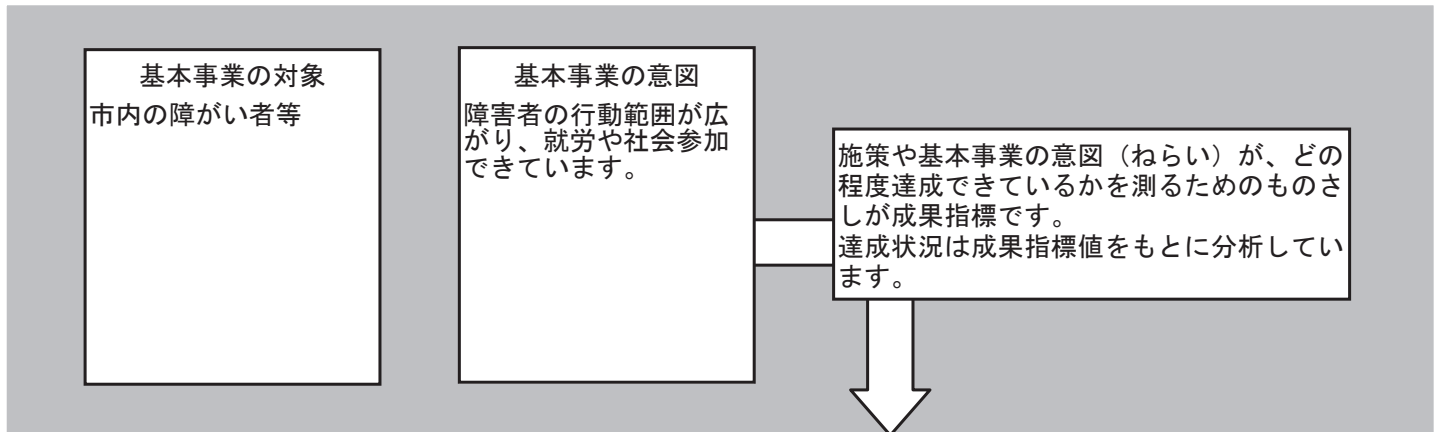 基本事業の対象
市内の障がい者等
基本事業の意図
障害者の行動範囲が広
がり、就労や社会参加
できています。
施策や基本事業の意図（ねらい）が、どの
程度達成できているかを測るためのものさ
しが成果指標です。
達成状況は成果指標値をもとに分析してい
ます。